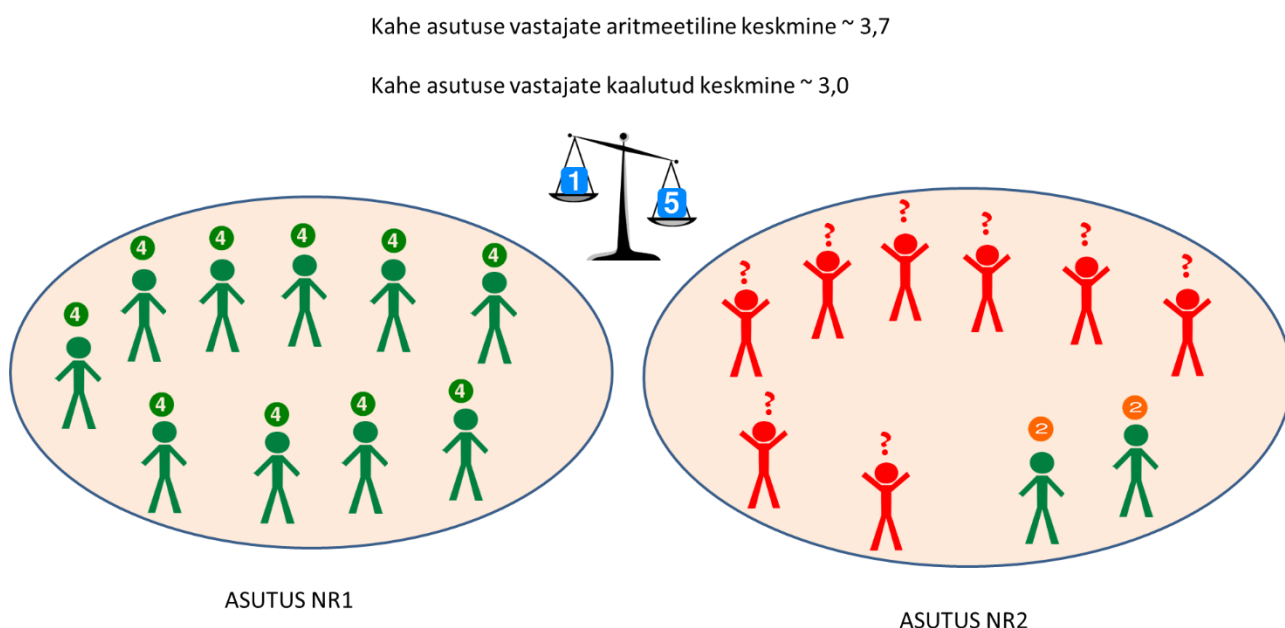 Kahe asutuse vastajate aritmeetiline keskmine ~ 3,7
Kahe asutuse vastajate kaalutud keskmine ~ 3,0
1 5
4 4 4 4 4
4
4 4 4 4
? ? ? ? ? ?
? ?
2 2
ASUTUS NR1
ASUTUS NR2